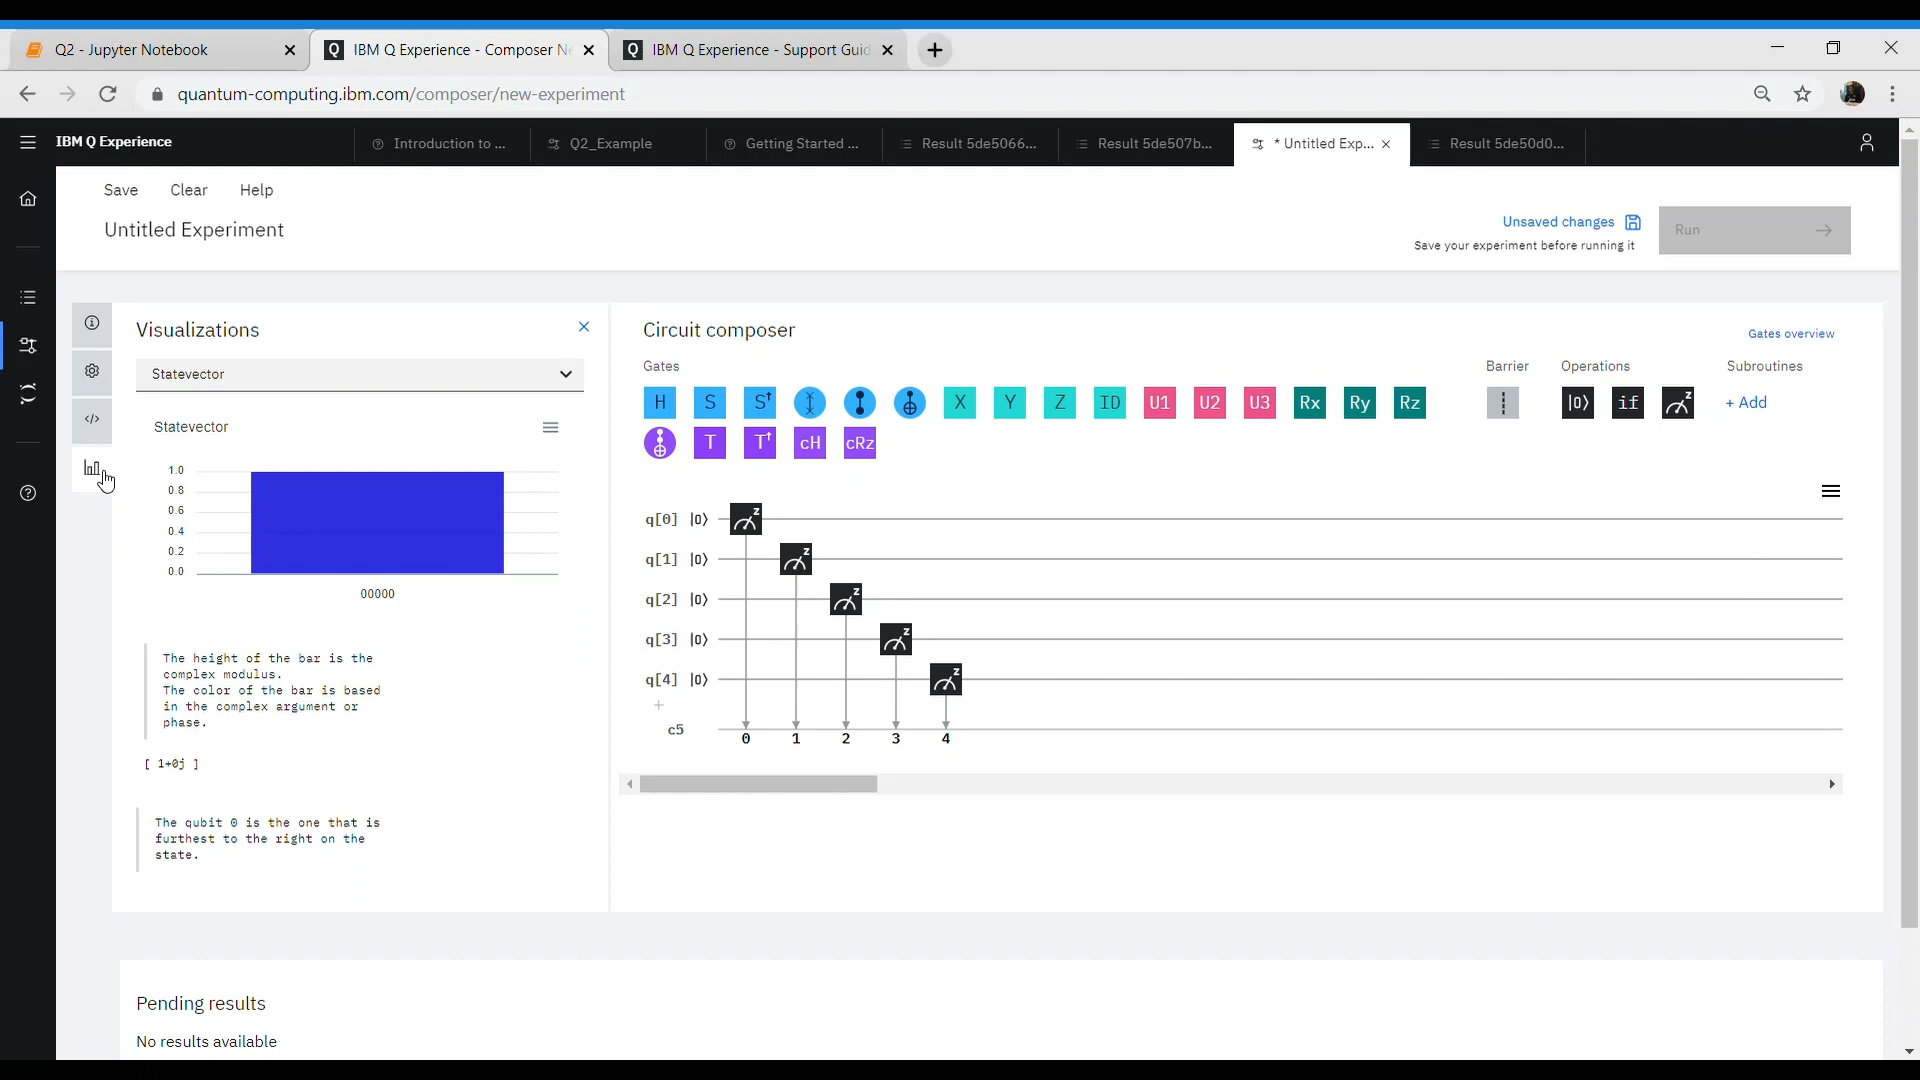 Q2 - Jupyter Notebook
IBM Q Experience - Composer Ne
IBM Q Experience - Support Guid
quantum-computing.ibm.com/composer/new-experiment
IBM Q Experience
Introduction to ...
Q2_Example
Getting Started ...
Result 5de5066...
Result 5de507b...
* Untitled Exp...
Result 5de50d0...
Save Clear Help
Untitled Experiment
Unsaved changes
Save your experiment before running it
Run
Visualizations
Statevector
Statevector
1.0
0.8
0.6
0.4
0.2
0.0
00000
The height of the bar is the
complex modulus.
The color of the bar is based
in the complex argument or
phase.
[ 1+0j ]
The qubit 0 is the one that is
furthest to the right on the
state.
Circuit composer
Gates overview
Gates
Barrier
Operations
Subroutines
H S S† X Y Z ID U1 U2 U3 Rx Ry Rz
|0⟩ if z
+ Add
T T† cH cRz
q[0] |0⟩ z
q[1] |0⟩ z
q[2] |0⟩ z
q[3] |0⟩ z
q[4] |0⟩ z
+
c5
0 1 2 3 4
Pending results
No results available